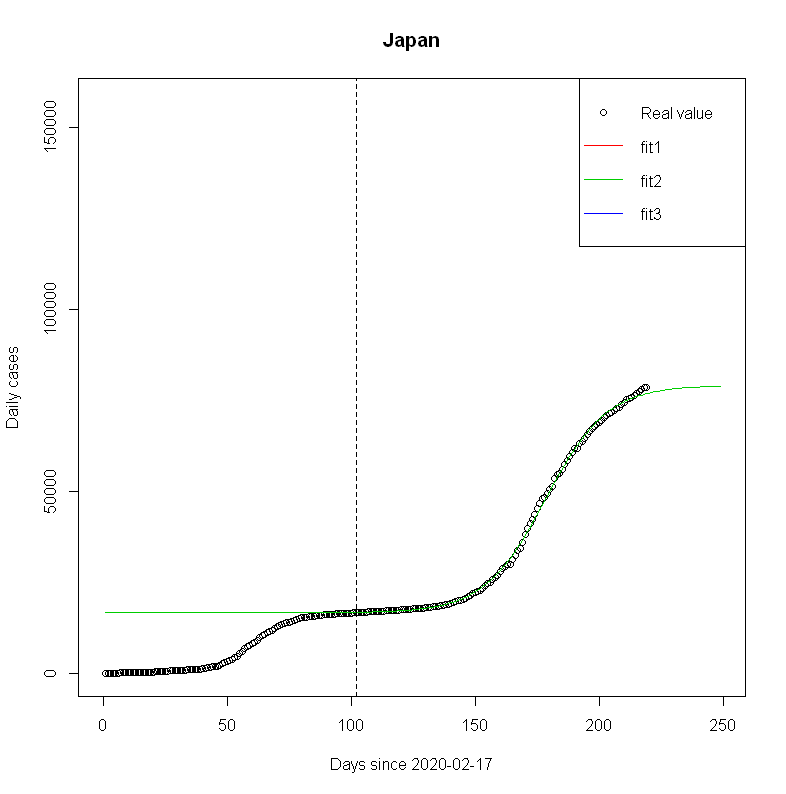 Japan
Real value
fit1
fit2
fit3
Daily cases
150000
100000
50000
0
0 50 100 150 200 250
Days since 2020-02-17